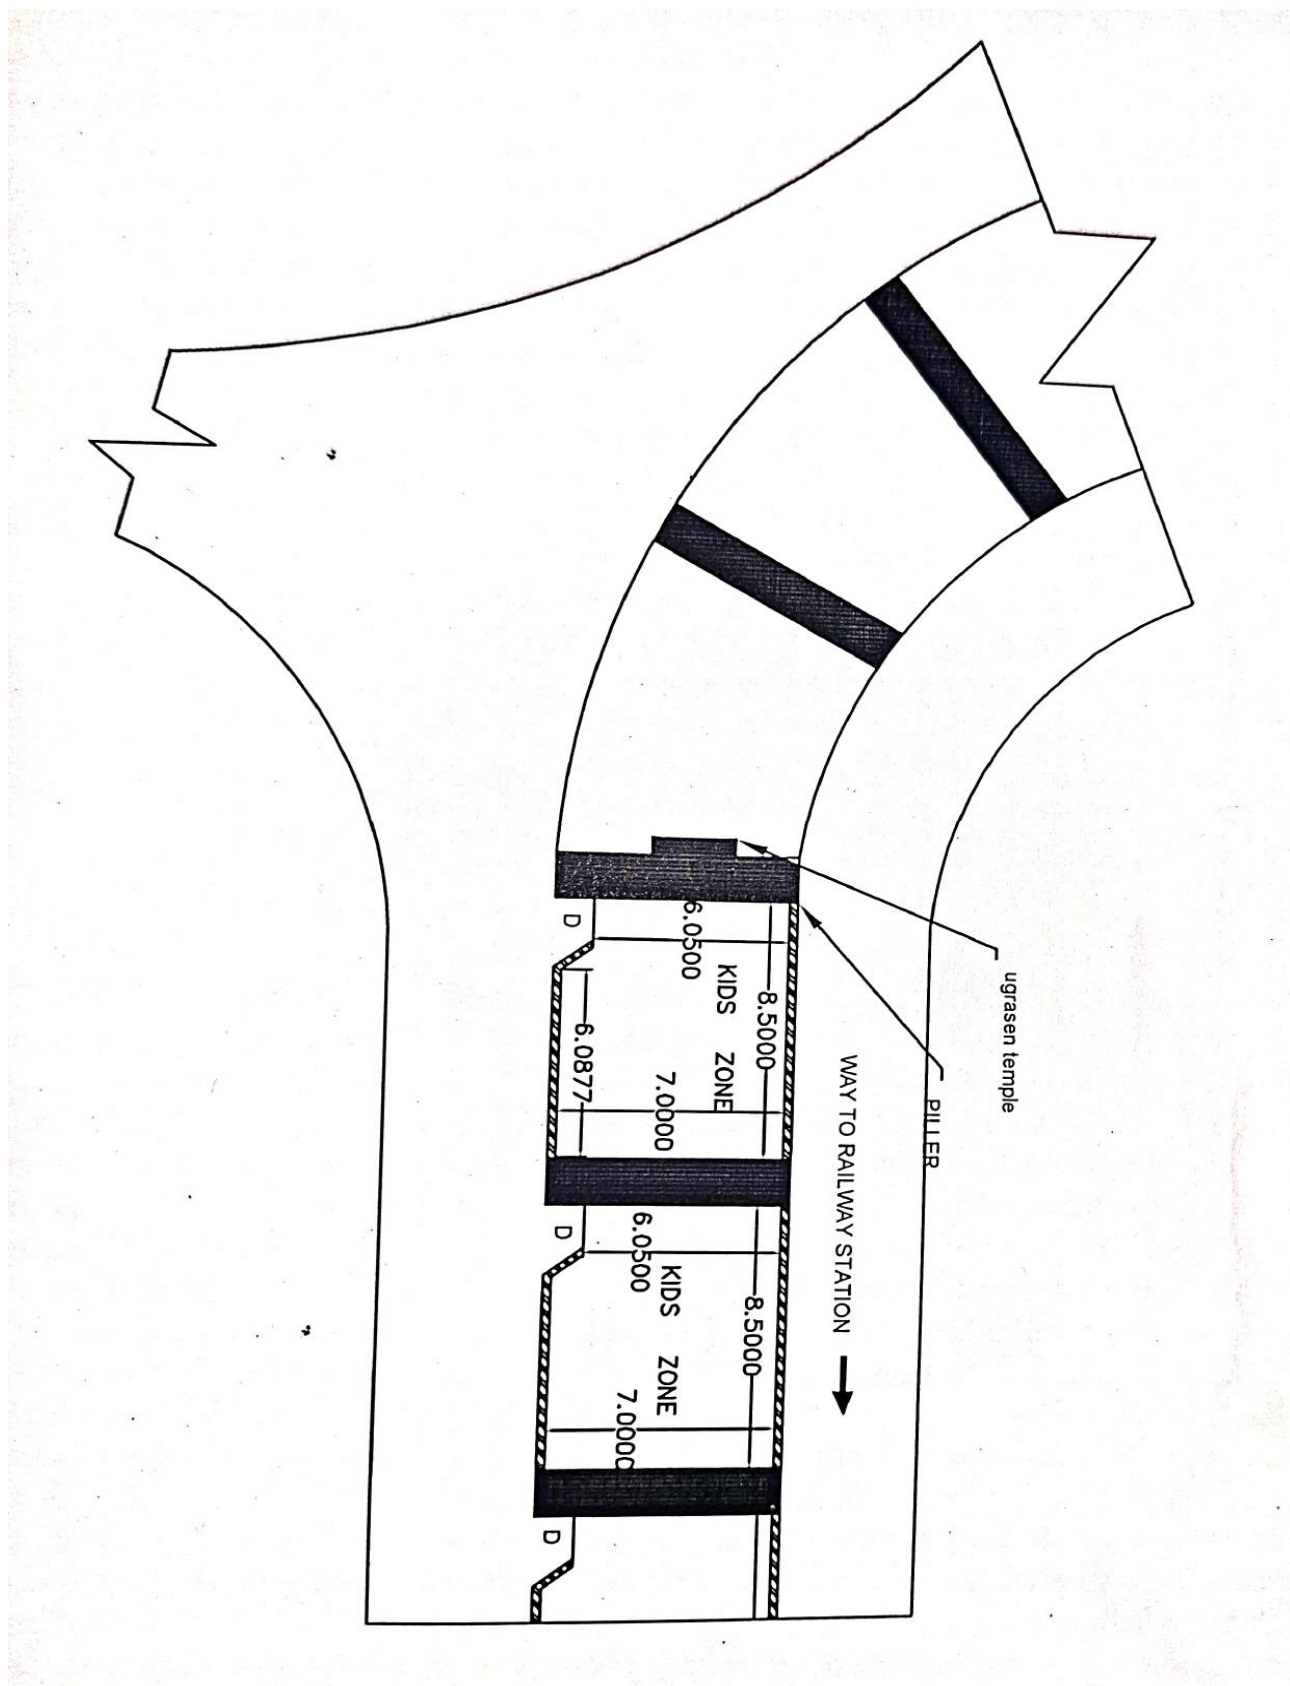 ugrasen temple
PILLER
WAY TO RAILWAY STATION
D
6.0500
KIDS ZONE
8.5000
6.0877
7.0000
D
6.0500
KIDS ZONE
8.5000
7.0000
D